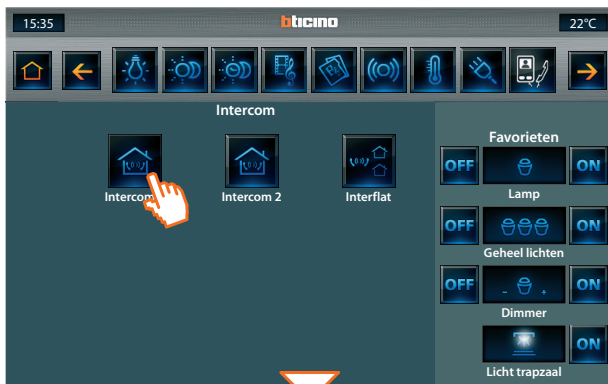 15:35
bticino
22°C
Intercom
Intercom
Intercom 2
Interflat
Favorieten
OFF
ON
Lamp
OFF
ON
Geheel lichten
OFF
- +
ON
Dimmer
ON
Licht trapzaal